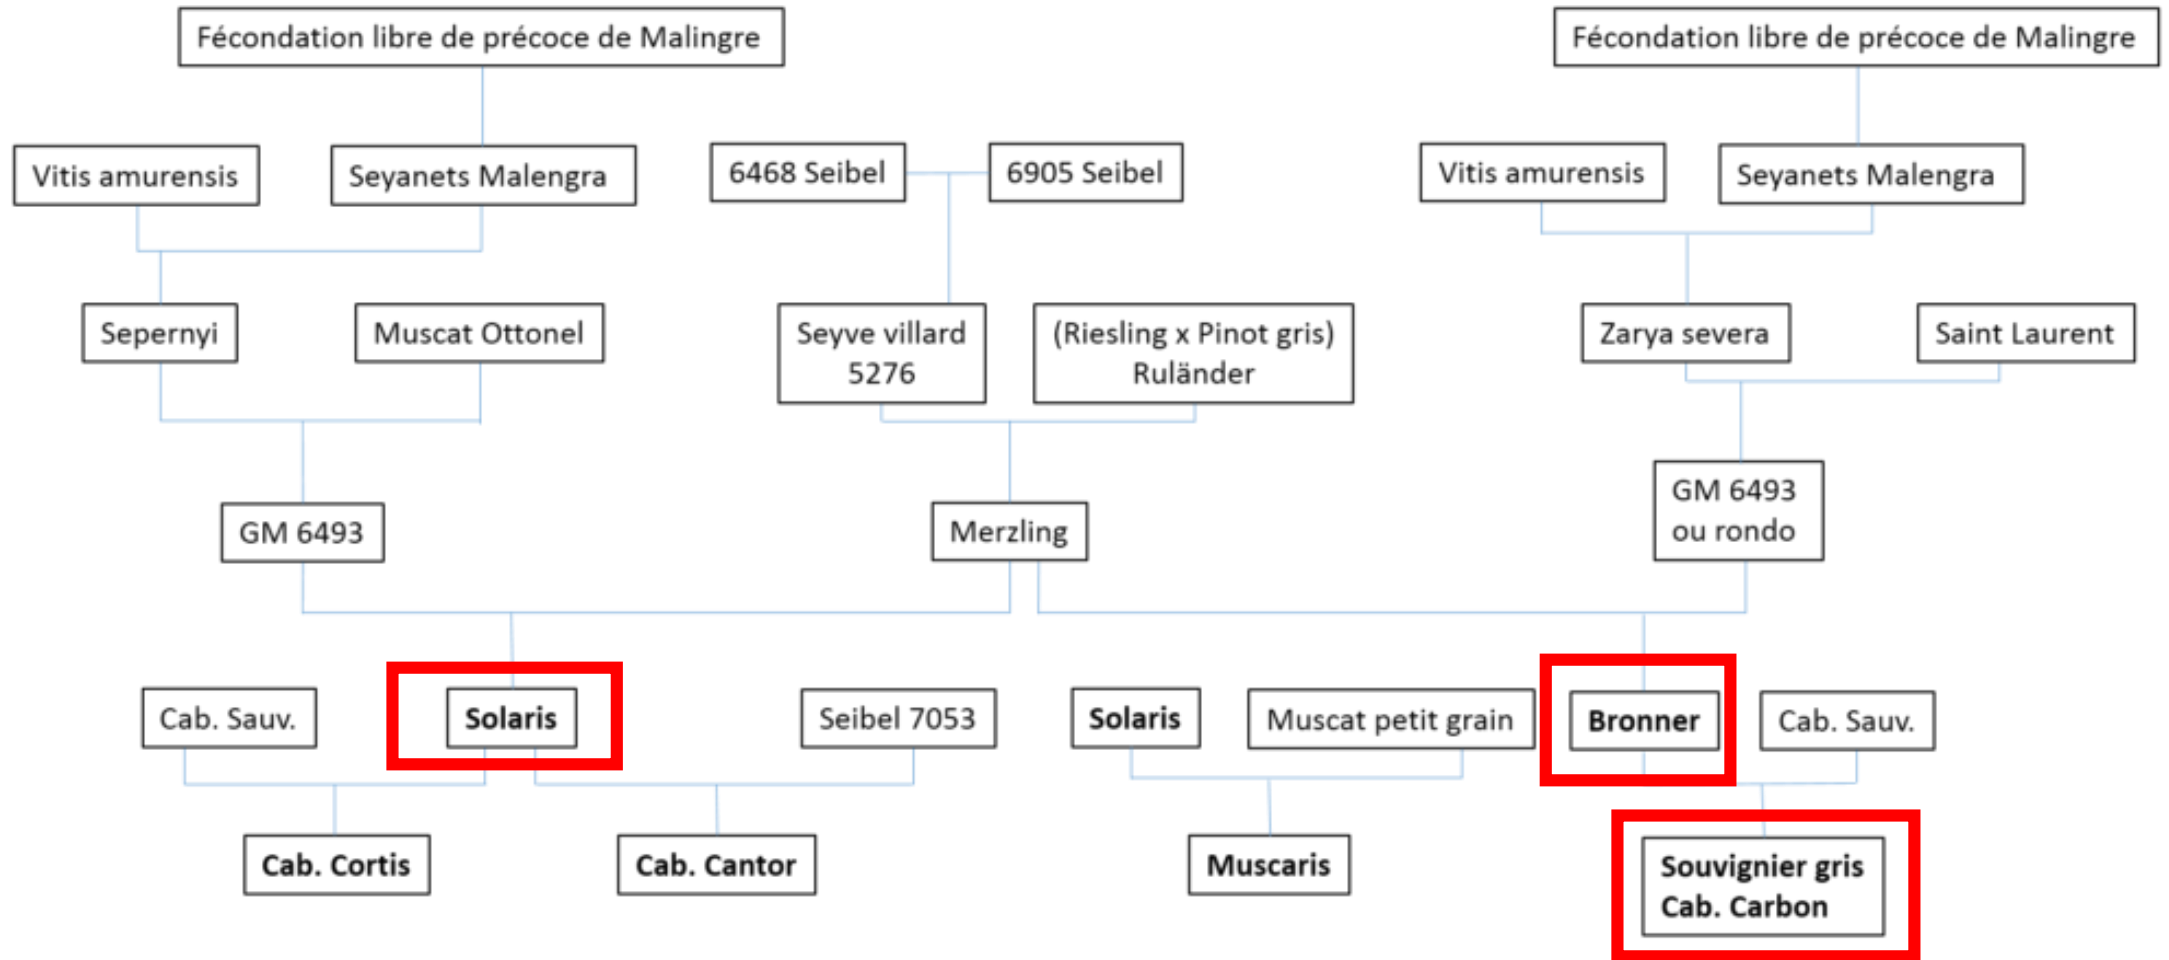 Fécondation libre de précoce de Malingre
Fécondation libre de précoce de Malingre
Vitis amurensis
Seyanets Malengra
6468 Seibel
6905 Seibel
Vitis amurensis
Seyanets Malengra
Sepernyi
Muscat Ottonel
Seyve villard
5276
(Riesling x Pinot gris)
Ruländer
Zarya severa
Saint Laurent
GM 6493
Merzling
GM 6493
ou rondo
Cab. Sauv.
Solaris
Seibel 7053
Solaris
Muscat petit grain
Bronner
Cab. Sauv.
Cab. Cortis
Cab. Cantor
Muscaris
Souvignier gris
Cab. Carbon